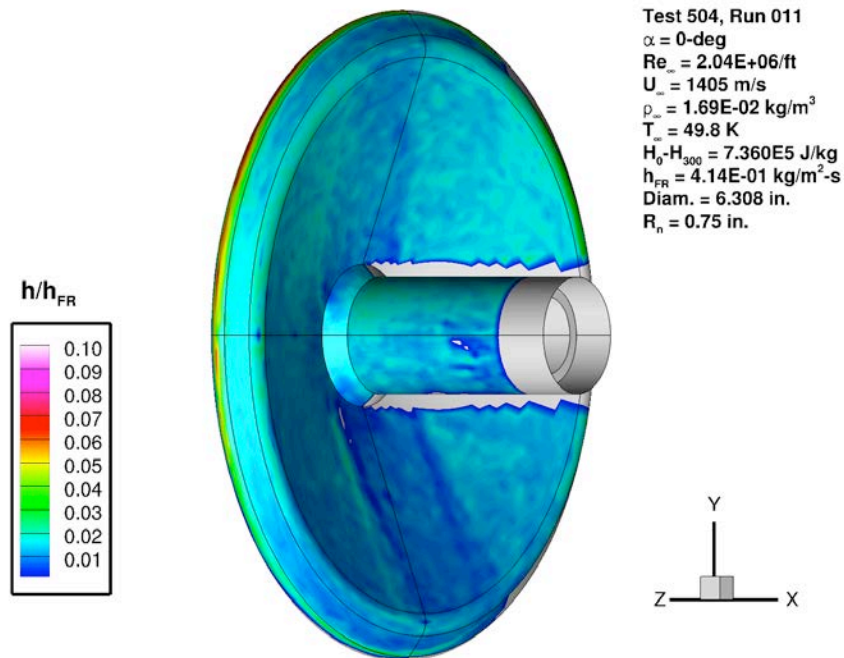 Test 504, Run 011
α = 0-deg
Re∞ = 2.04E+06/ft
U∞ = 1405 m/s
ρ∞ = 1.69E-02 kg/m³
T∞ = 49.8 K
H₀-H₃₀₀ = 7.360E5 J/kg
h_FR = 4.14E-01 kg/m²-s
Diam. = 6.308 in.
Rₙ = 0.75 in.
h/h_FR
0.10
0.09
0.08
0.07
0.06
0.05
0.04
0.03
0.02
0.01
Y
Z X